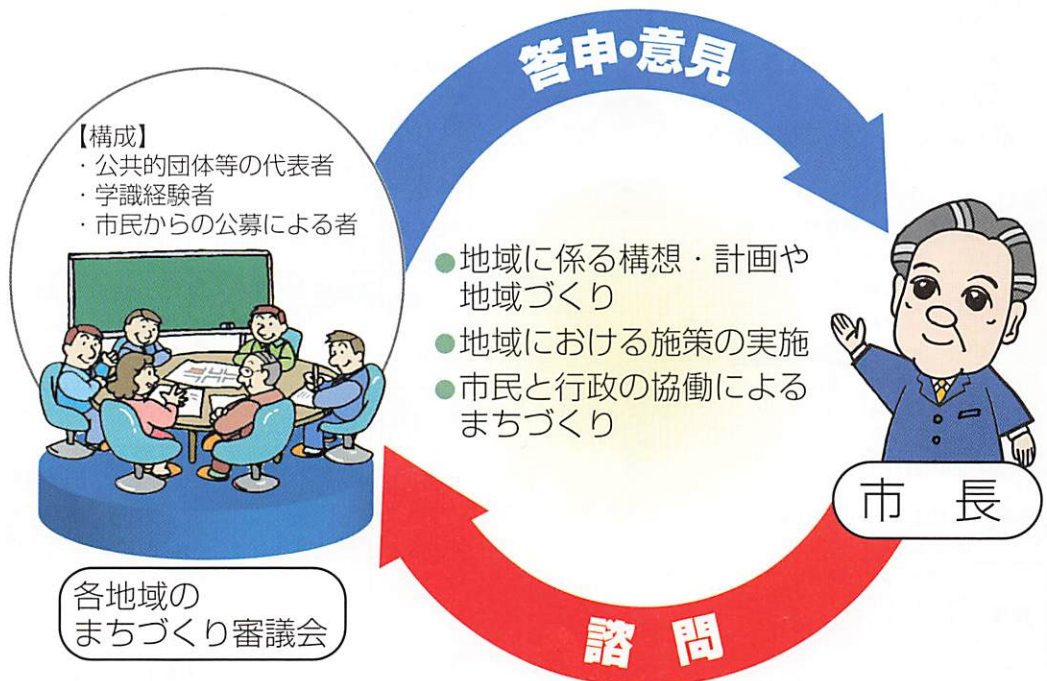 答申・意見
【構成】
・公共的団体等の代表者
・学識経験者
・市民からの公募による者
●地域に係る構想・計画や
地域づくり
●地域における施策の実施
●市民と行政の協働による
まちづくり
市 長
各地域の
まちづくり審議会
諮 問